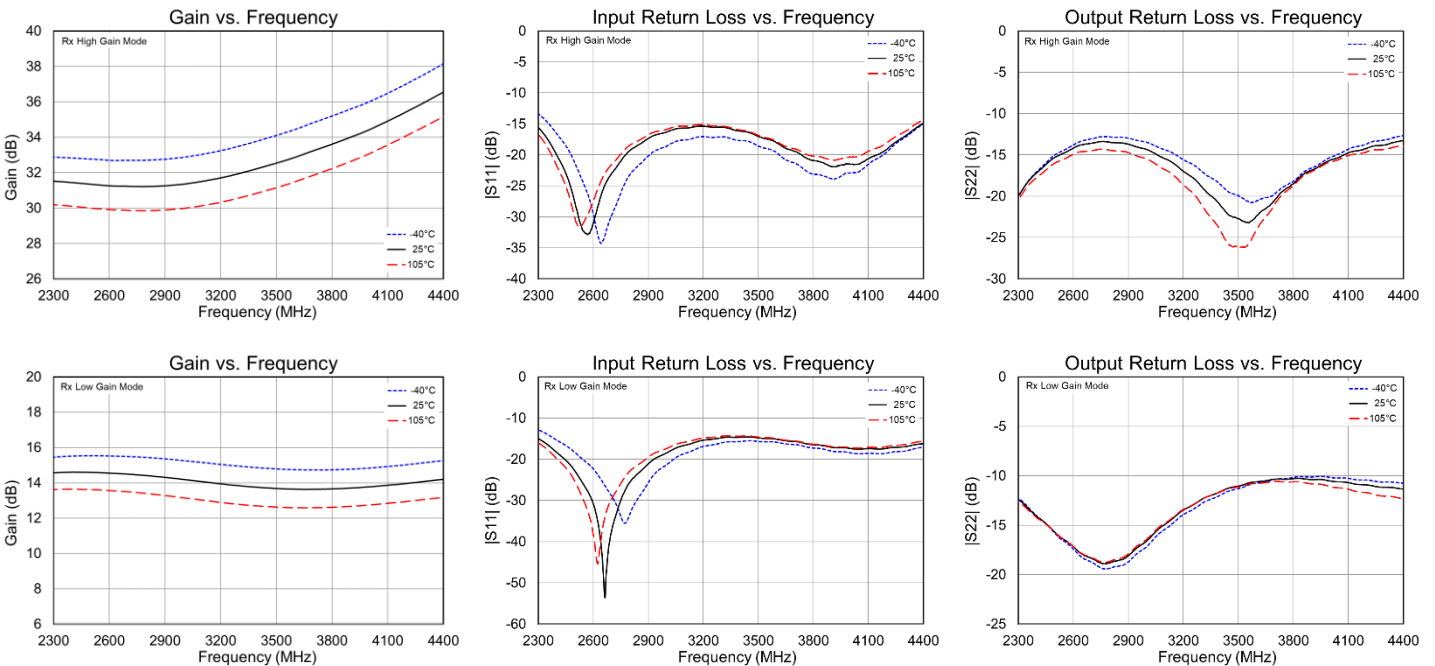 Gain vs. Frequency
Rx High Gain Mode
Gain (dB)
40
38
36
34
32
30
28
26
-40°C
25°C
105°C
2300 2600 2900 3200 3500 3800 4100 4400
Frequency (MHz)
Input Return Loss vs. Frequency
Rx High Gain Mode
|S11| (dB)
0
-5
-10
-15
-20
-25
-30
-35
-40
-40°C
25°C
105°C
2300 2600 2900 3200 3500 3800 4100 4400
Frequency (MHz)
Output Return Loss vs. Frequency
Rx High Gain Mode
|S22| (dB)
0
-5
-10
-15
-20
-25
-30
-40°C
25°C
105°C
2300 2600 2900 3200 3500 3800 4100 4400
Frequency (MHz)
Gain vs. Frequency
Rx Low Gain Mode
Gain (dB)
20
18
16
14
12
10
8
6
-40°C
25°C
105°C
2300 2600 2900 3200 3500 3800 4100 4400
Frequency (MHz)
Input Return Loss vs. Frequency
Rx Low Gain Mode
|S11| (dB)
0
-10
-20
-30
-40
-50
-60
-40°C
25°C
105°C
2300 2600 2900 3200 3500 3800 4100 4400
Frequency (MHz)
Output Return Loss vs. Frequency
Rx Low Gain Mode
|S22| (dB)
0
-5
-10
-15
-20
-25
-40°C
25°C
105°C
2300 2600 2900 3200 3500 3800 4100 4400
Frequency (MHz)